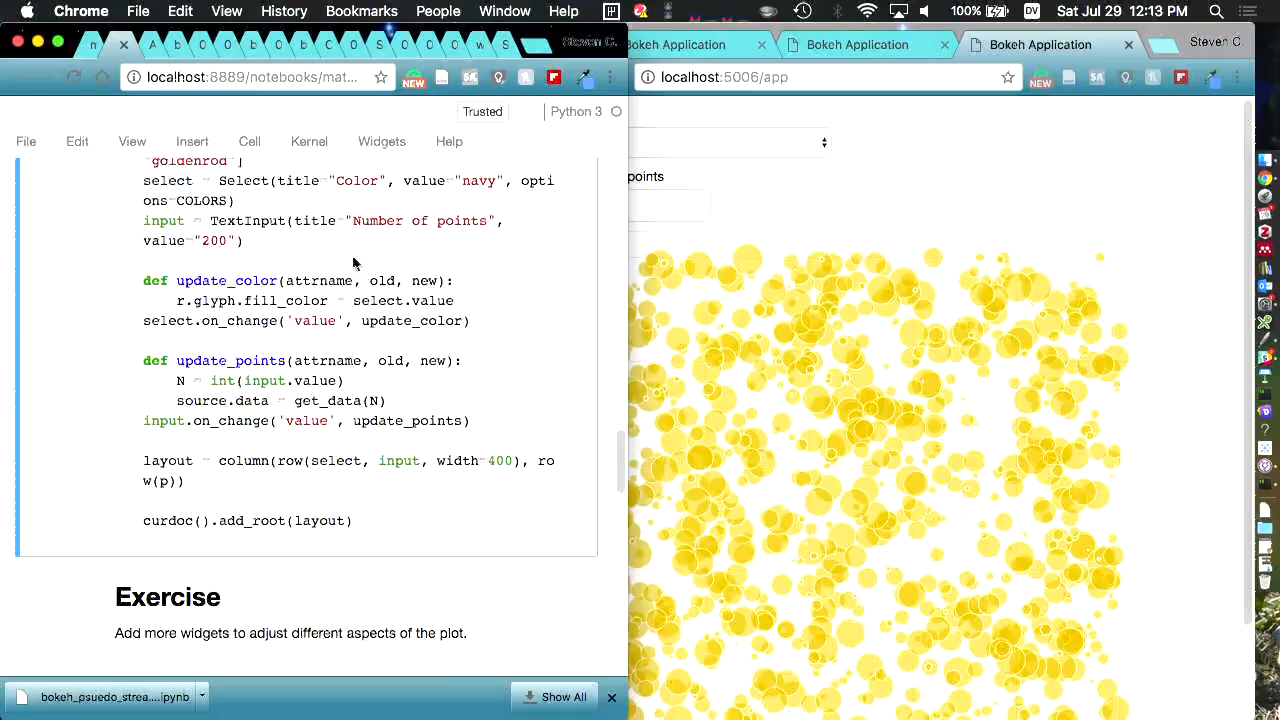 Chrome File Edit View History Bookmarks People Window Help 100% DV Sat Jul 29 12:13 PM
Steven C.
localhost:8889/notebooks/mat...
NEW
Trusted
Python 3
File Edit View Insert Cell Kernel Widgets Help
"goldenrod"]
select = Select(title="Color", value="navy", opti
ons=COLORS)
input = TextInput(title="Number of points",
value="200")
def update_color(attrname, old, new):
r.glyph.fill_color = select.value
select.on_change('value', update_color)
def update_points(attrname, old, new):
N = int(input.value)
source.data = get_data(N)
input.on_change('value', update_points)
layout = column(row(select, input, width=400), ro
w(p))
curdoc().add_root(layout)
Exercise
Add more widgets to adjust different aspects of the plot.
bokeh_psuedo_strea....ipynb
Show All
Bokeh Application
Bokeh Application
Bokeh Application
Steven C
localhost:5006/app
NEW
points